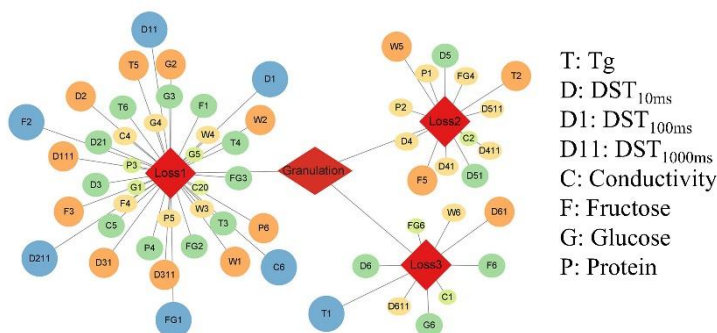 D11
T5
G2
D1
D2
T6
G3
F1
F2
C4
G4
W4
W2
D21
G5
T4
D111
P3
Loss1
D3
G1
C20
FG3
F3
F4
W3
C5
P5
T3
P6
D211
D31
P4
FG2
W1
C6
D311
FG1
Granulation
W5
D5
P1
FG4
T2
P2
D511
Loss2
D4
C2
D411
F5
D41
D51
FG6
W6
D61
D6
Loss3
F6
T1
D611
C1
G6
T: Tg
D: DST10ms
D1: DST100ms
D11: DST1000ms
C: Conductivity
F: Fructose
G: Glucose
P: Protein